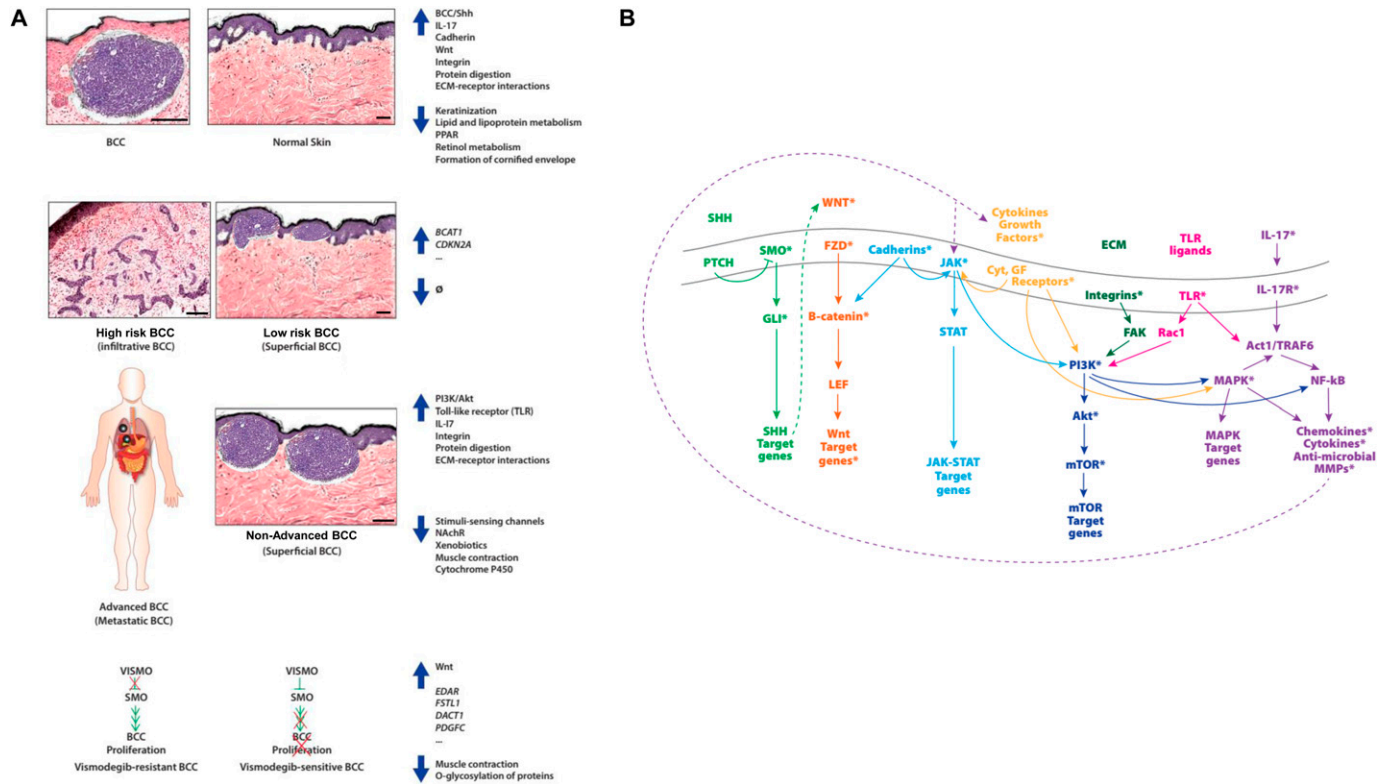 A
BCC
Normal Skin
BCC/Shh
IL-17
Cadherin
Wnt
Integrin
Protein digestion
ECM-receptor interactions
Keratinization
Lipid and lipoprotein metabolism
PPAR
Retinol metabolism
Formation of cornified envelope
High risk BCC
(infiltrative BCC)
Low risk BCC
(Superficial BCC)
BCAT1
CDKN2A
...
Ø
Advanced BCC
(Metastatic BCC)
Non-Advanced BCC
(Superficial BCC)
PI3K/Akt
Toll-like receptor (TLR)
IL-I7
Integrin
Protein digestion
ECM-receptor interactions
Stimuli-sensing channels
NAchR
Xenobiotics
Muscle contraction
Cytochrome P450
VISMO
SMO
BCC
Proliferation
Vismodegib-resistant BCC
VISMO
SMO
BCC
Proliferation
Vismodegib-sensitive BCC
Wnt
EDAR
FSTL1
DACT1
PDGFC
...
Muscle contraction
O-glycosylation of proteins
B
SHH
PTCH
SMO*
GLI*
SHH
Target
genes
WNT*
FZD*
B-catenin*
LEF
Wnt
Target
genes*
Cadherins*
JAK*
STAT
JAK-STAT
Target
genes
Cytokines
Growth
Factors*
Cyt, GF
Receptors*
ECM
Integrins*
FAK
TLR
ligands
TLR*
Rac1
PI3K*
Akt*
mTOR*
mTOR
Target
genes
IL-17*
IL-17R*
Act1/TRAF6
MAPK*
NF-kB
MAPK
Target
genes
Chemokines*
Cytokines*
Anti-microbial
MMPs*